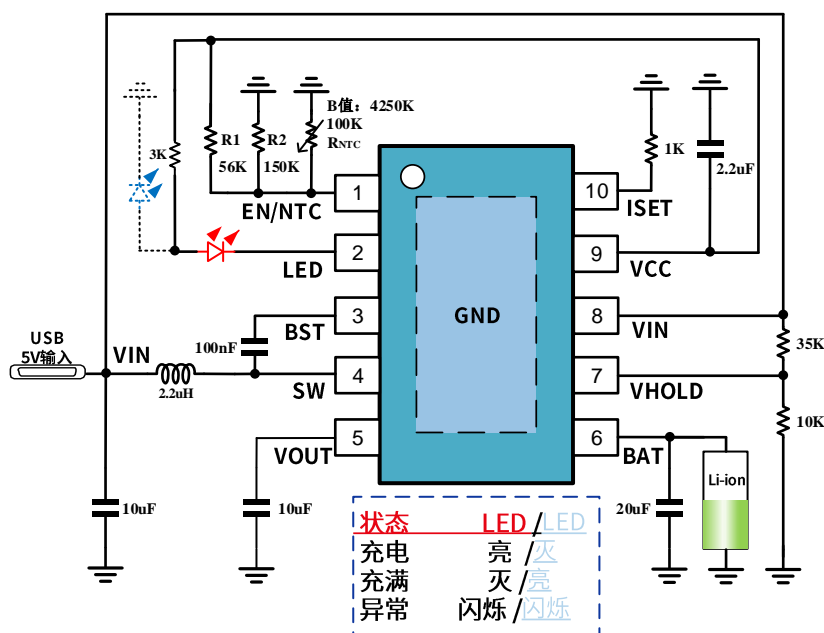 B值：4250K
100K
RNTC
R1
R2
3K
56K
150K
1K
2.2uF
EN/NTC
1
10
ISET
LED
2
9
VCC
GND
BST
3
8
VIN
USB
5V输入
VIN
100nF
35K
2.2uH
SW
4
7
VHOLD
10K
VOUT
5
6
BAT
Li-ion
10uF
10uF
20uF
状态 LED /LED
充电 亮 /灭
充满 灭 /亮
异常 闪烁 /闪烁